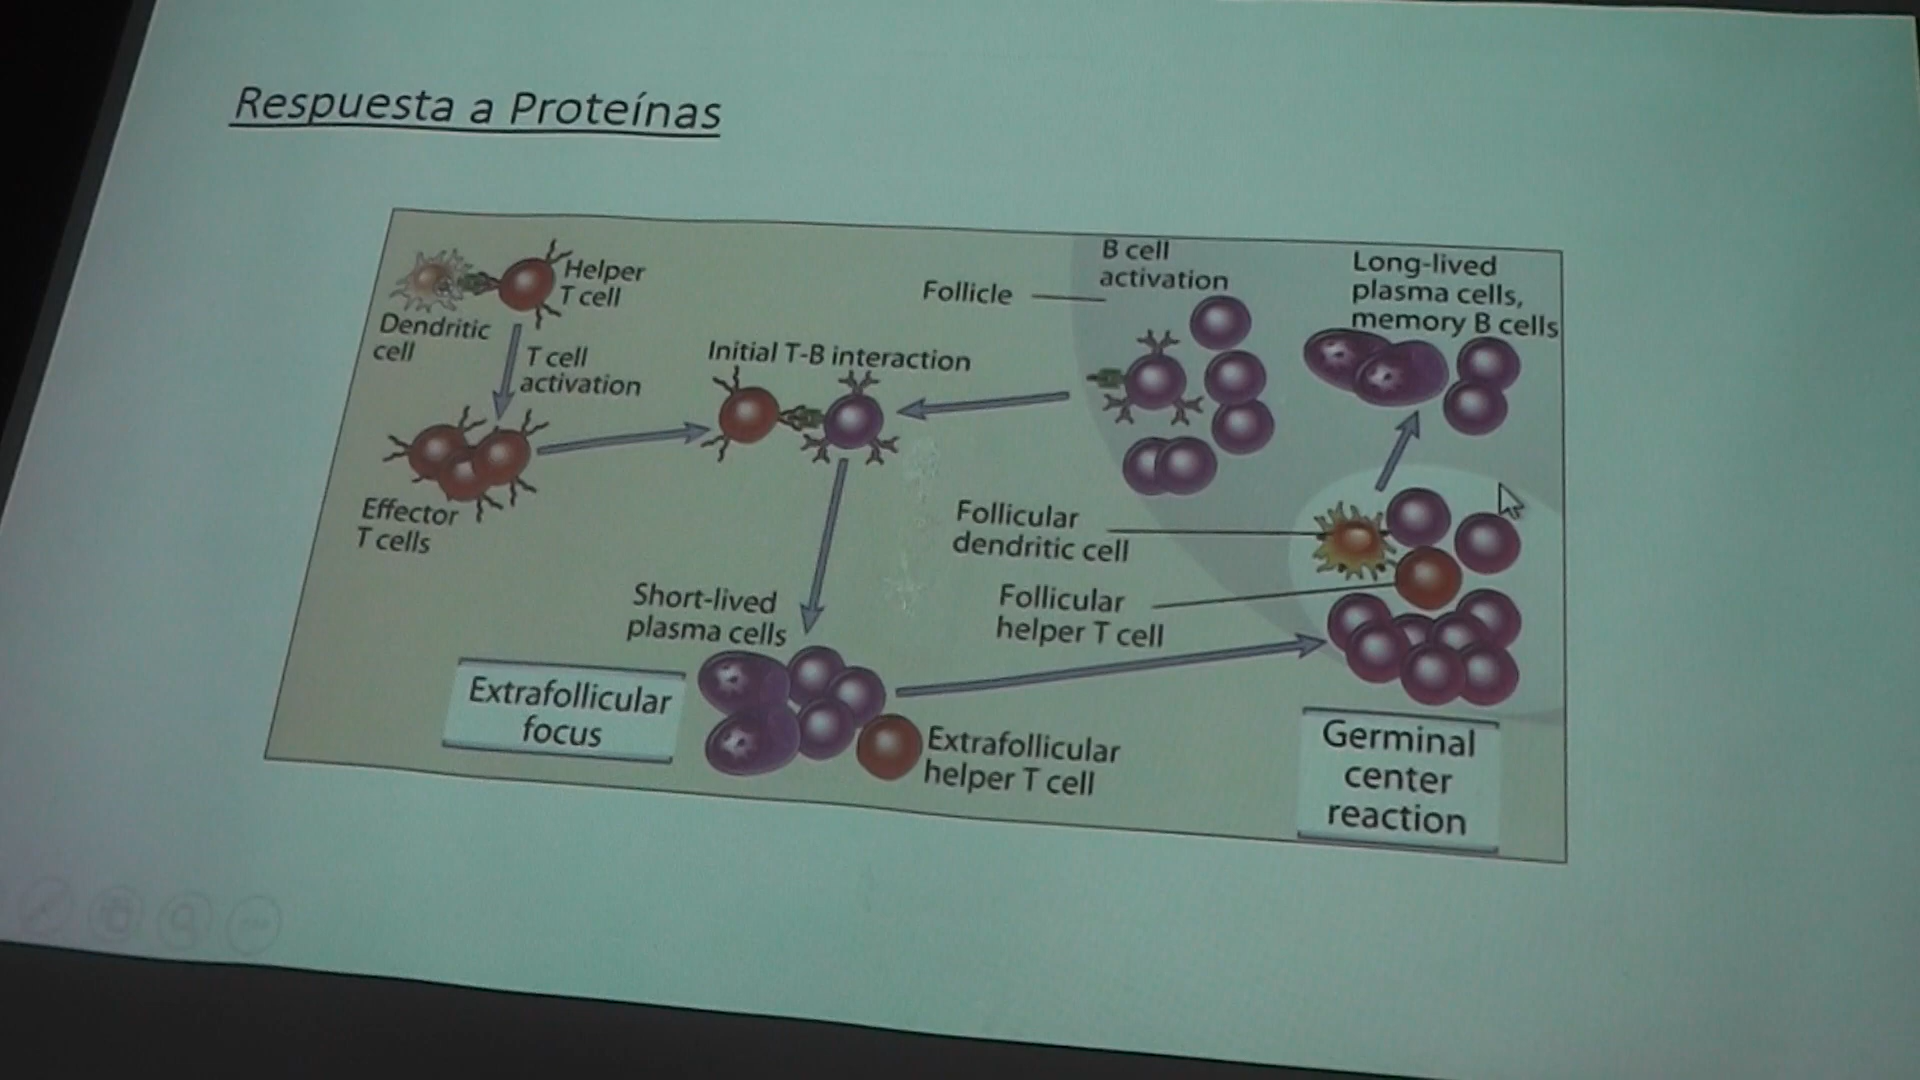 Respuesta a Proteínas
Helper
T cell
Dendritic
cell
T cell
activation
Effector
T cells
Initial T-B interaction
Follicle
B cell
activation
Long-lived
plasma cells,
memory B cells
Follicular
dendritic cell
Follicular
helper T cell
Short-lived
plasma cells
Extrafollicular
focus
Extrafollicular
helper T cell
Germinal
center
reaction